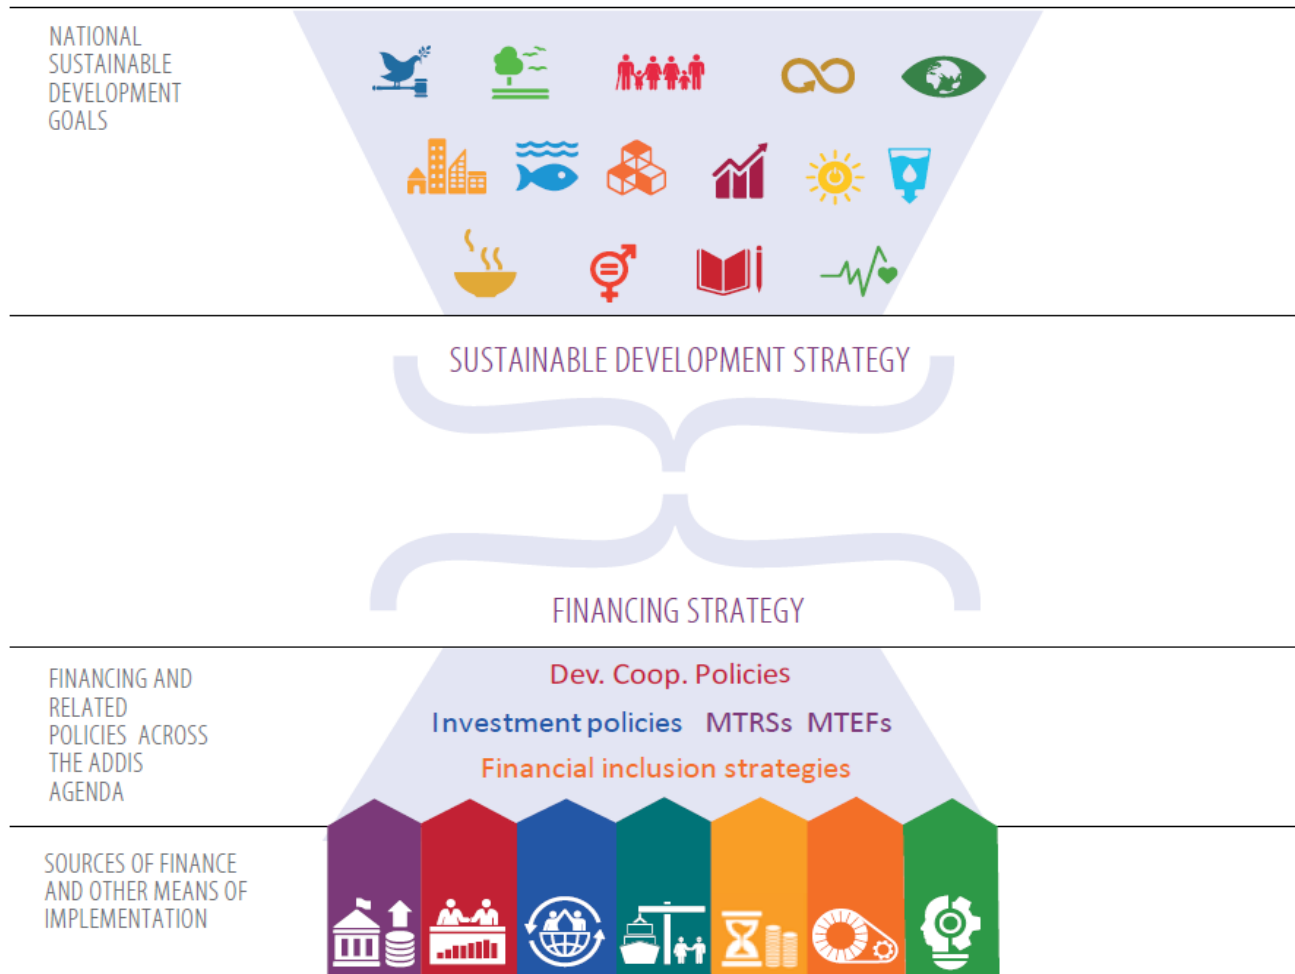 NATIONAL
SUSTAINABLE
DEVELOPMENT
GOALS
SUSTAINABLE DEVELOPMENT STRATEGY
FINANCING STRATEGY
FINANCING AND
RELATED
POLICIES ACROSS
THE ADDIS
AGENDA
Dev. Coop. Policies
Investment policies MTRSs MTEFs
Financial inclusion strategies
SOURCES OF FINANCE
AND OTHER MEANS OF
IMPLEMENTATION